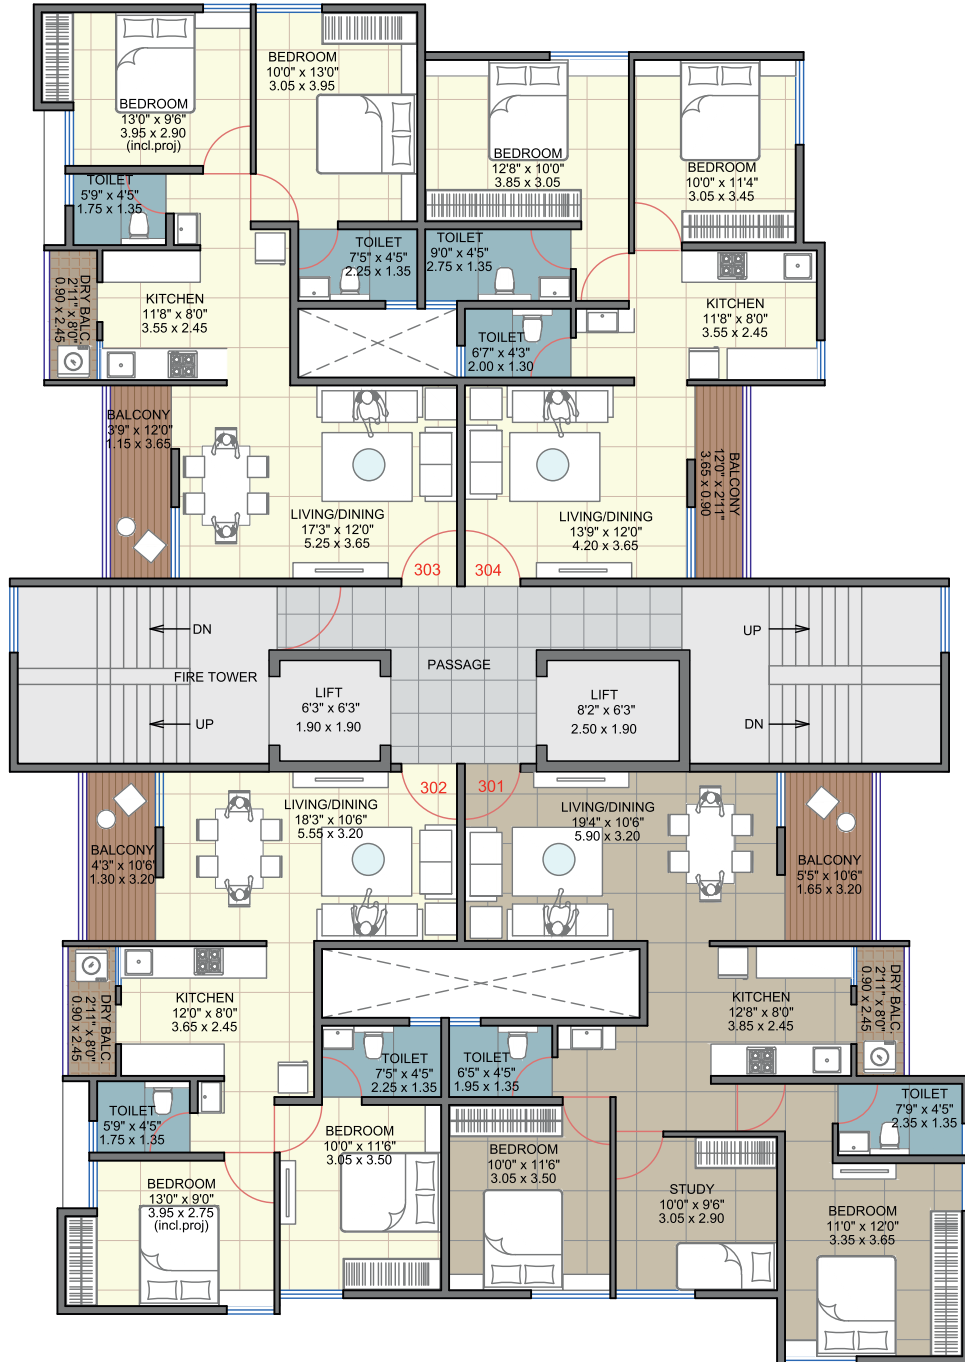 BEDROOM
13'0" x 9'6"
3.95 x 2.90
(incl.proj)
BEDROOM
10'0" x 13'0"
3.05 x 3.95
BEDROOM
12'8" x 10'0"
3.85 x 3.05
BEDROOM
10'0" x 11'4"
3.05 x 3.45
TOILET
5'9" x 4'5"
1.75 x 1.35
TOILET
7'5" x 4'5"
2.25 x 1.35
TOILET
9'0" x 4'5"
2.75 x 1.35
DRY BALC.
2'11" x 8'0"
0.90 x 2.45
KITCHEN
11'8" x 8'0"
3.55 x 2.45
TOILET
6'7" x 4'3"
2.00 x 1.30
KITCHEN
11'8" x 8'0"
3.55 x 2.45
BALCONY
3'9" x 12'0"
1.15 x 3.65
LIVING/DINING
17'3" x 12'0"
5.25 x 3.65
LIVING/DINING
13'9" x 12'0"
4.20 x 3.65
BALCONY
12'0" x 2'11"
3.65 x 0.90
303
304
DN
FIRE TOWER
UP
PASSAGE
LIFT
6'3" x 6'3"
1.90 x 1.90
LIFT
8'2" x 6'3"
2.50 x 1.90
UP
DN
302
301
LIVING/DINING
18'3" x 10'6"
5.55 x 3.20
LIVING/DINING
19'4" x 10'6"
5.90 x 3.20
BALCONY
4'3" x 10'6"
1.30 x 3.20
BALCONY
5'5" x 10'6"
1.65 x 3.20
DRY BALC.
2'11" x 8'0"
0.90 x 2.45
KITCHEN
12'0" x 8'0"
3.65 x 2.45
KITCHEN
12'8" x 8'0"
3.85 x 2.45
DRY BALC.
2'11" x 8'0"
0.90 x 2.45
TOILET
7'5" x 4'5"
2.25 x 1.35
TOILET
6'5" x 4'5"
1.95 x 1.35
TOILET
5'9" x 4'5"
1.75 x 1.35
TOILET
7'9" x 4'5"
2.35 x 1.35
BEDROOM
10'0" x 11'6"
3.05 x 3.50
BEDROOM
10'0" x 11'6"
3.05 x 3.50
BEDROOM
13'0" x 9'0"
3.95 x 2.75
(incl.proj)
STUDY
10'0" x 9'6"
3.05 x 2.90
BEDROOM
11'0" x 12'0"
3.35 x 3.65